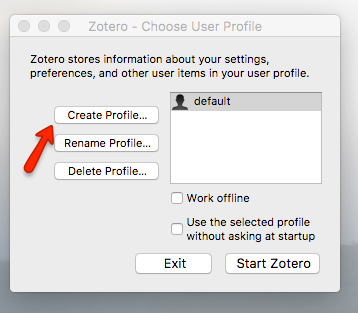 Zotero - Choose User Profile
Zotero stores information about your settings,
preferences, and other user items in your user profile.
Create Profile...
Rename Profile...
Delete Profile...
default
Work offline
Use the selected profile
without asking at startup
Exit
Start Zotero